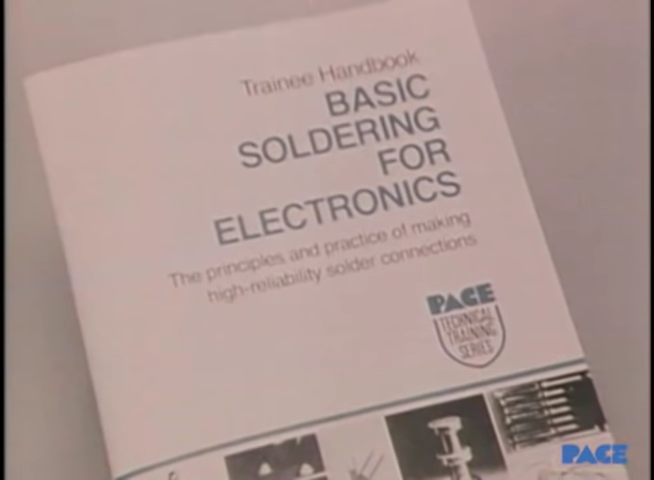 Trainee Handbook
BASIC
SOLDERING
FOR
ELECTRONICS
The principles and practice of making
high-reliability solder connections
PACE
TECHNICAL
TRAINING
SERIES
PACE